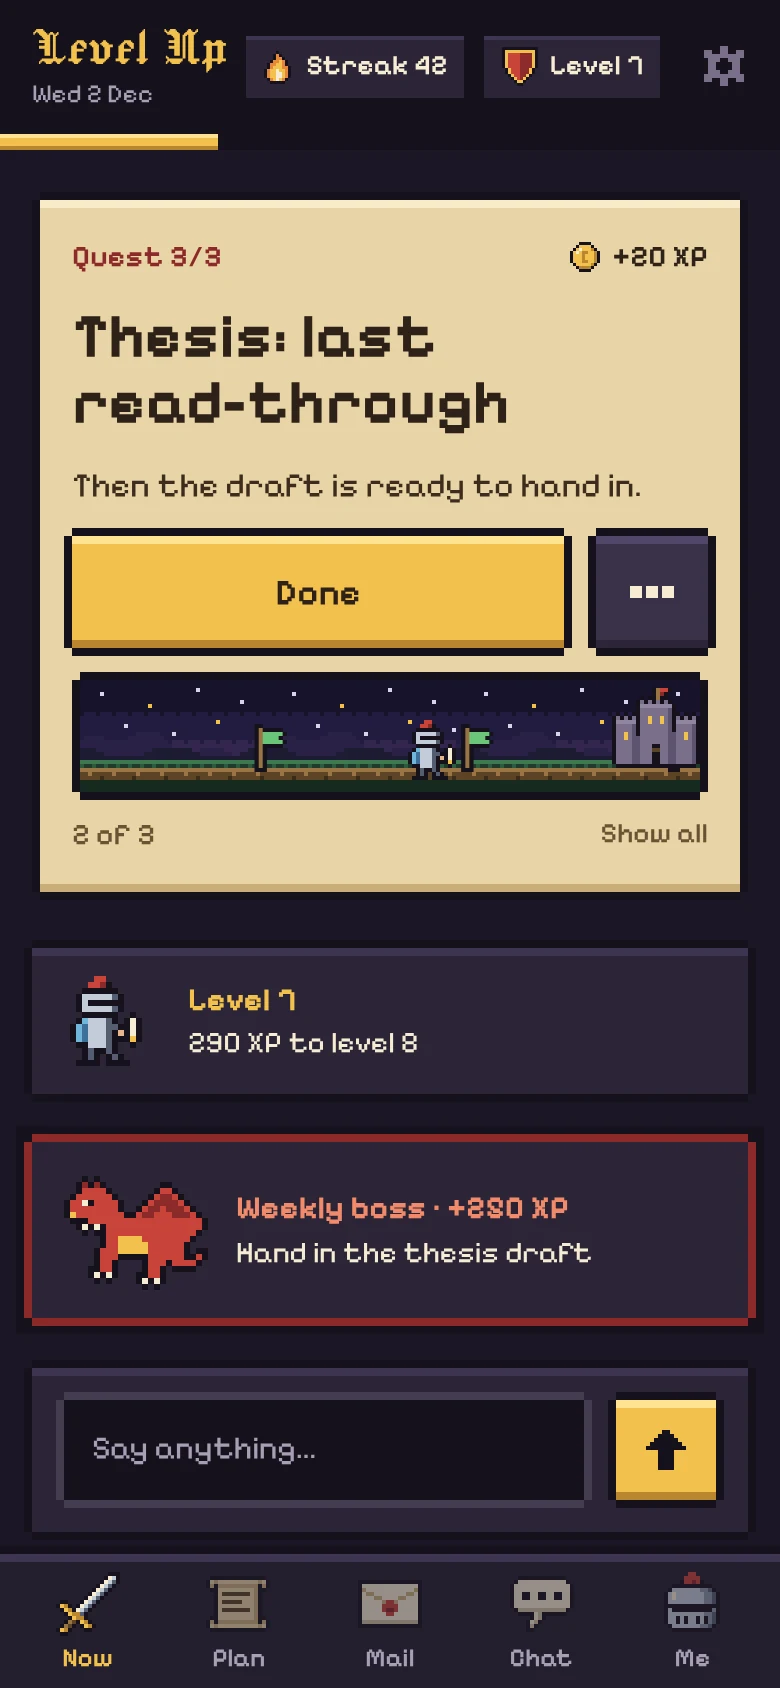 Level Up
Wed 2 Dec
Streak 42
Level 7
Quest 3/3
+20 XP
Thesis: last
read-through
Then the draft is ready to hand in.
Done
2 of 3
Show all
Level 7
290 XP to level 8
Weekly boss · +250 XP
Hand in the thesis draft
Say anything...
Now
Plan
Mail
Chat
Me